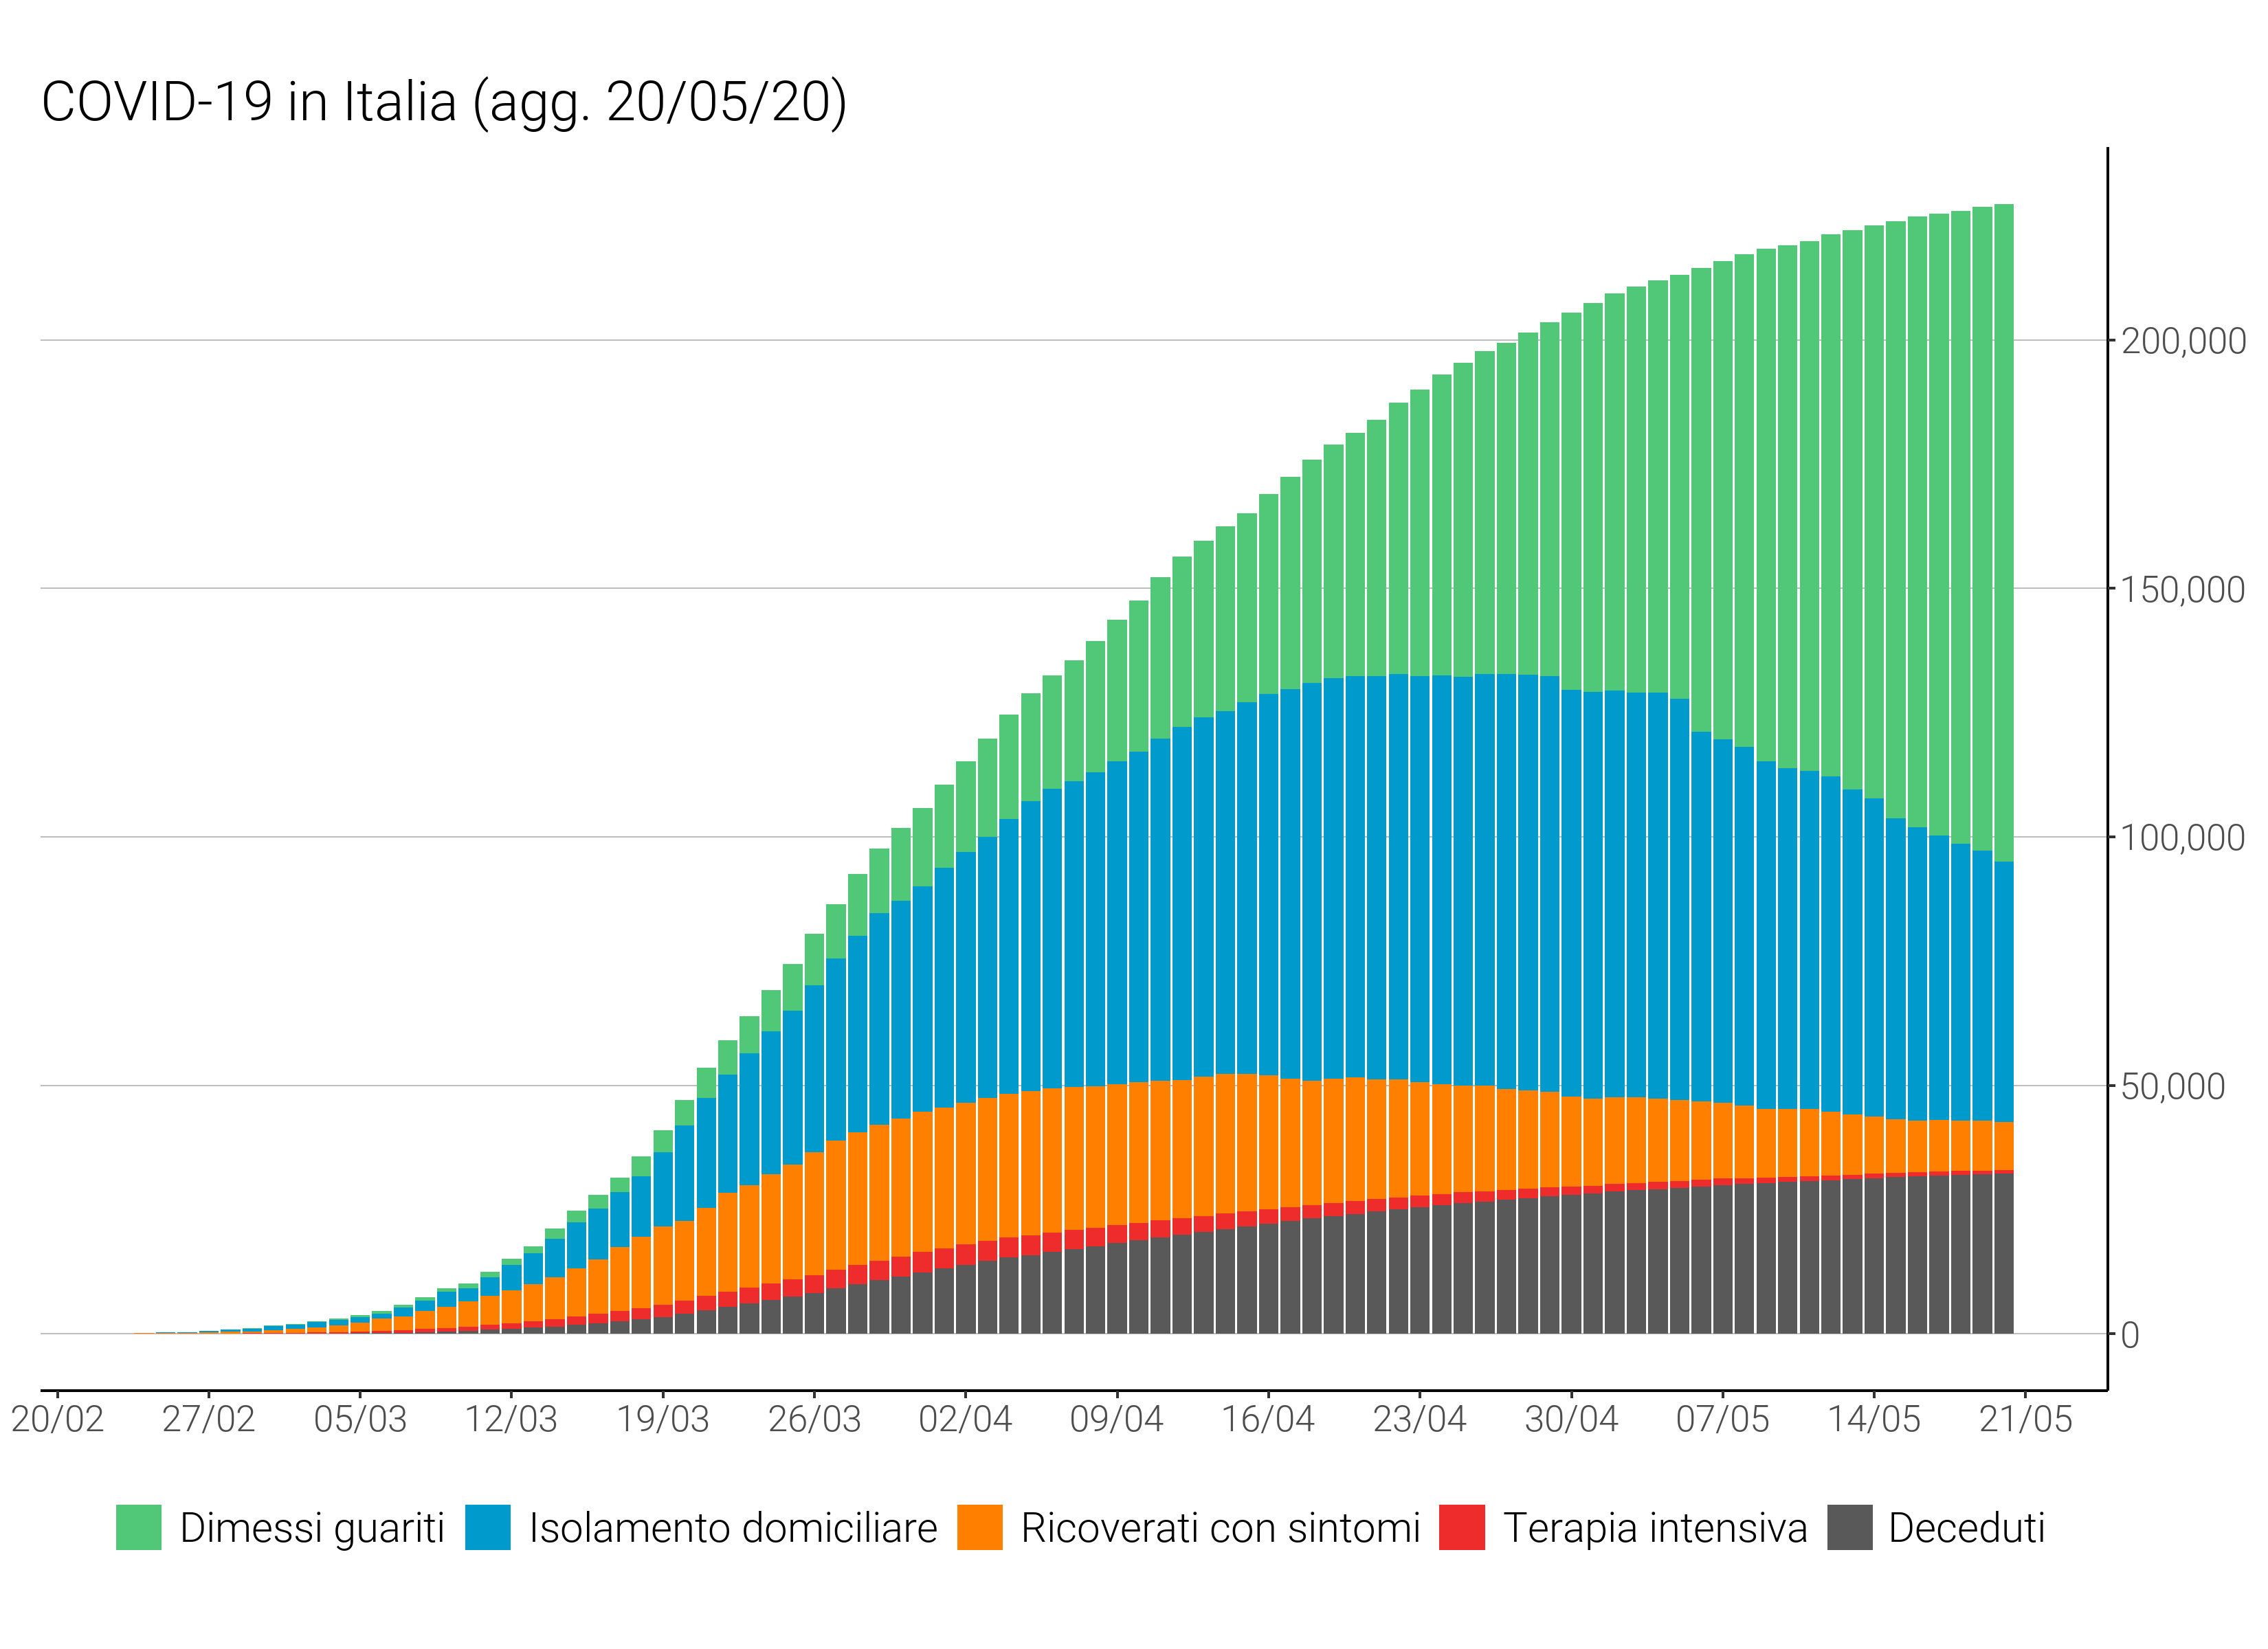 COVID-19 in Italia (agg. 20/05/20)
200,000
150,000
100,000
50,000
0
20/02 27/02 05/03 12/03 19/03 26/03 02/04 09/04 16/04 23/04 30/04 07/05 14/05 21/05
Dimessi guariti Isolamento domiciliare Ricoverati con sintomi Terapia intensiva Deceduti